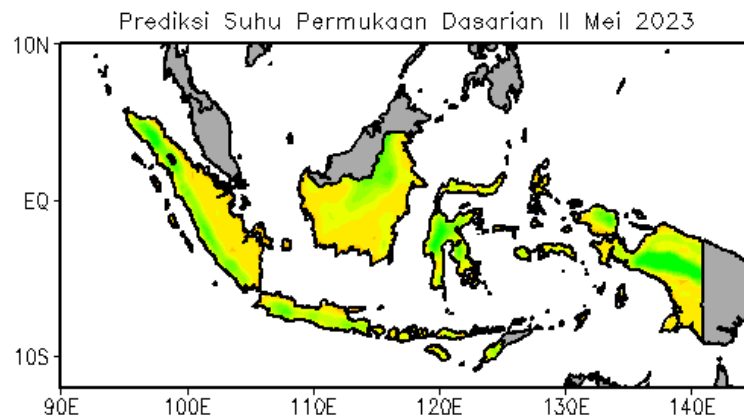 Prediksi Suhu Permukaan Dasarian II Mei 2023
10N
EQ
10S
90E 100E 110E 120E 130E 140E